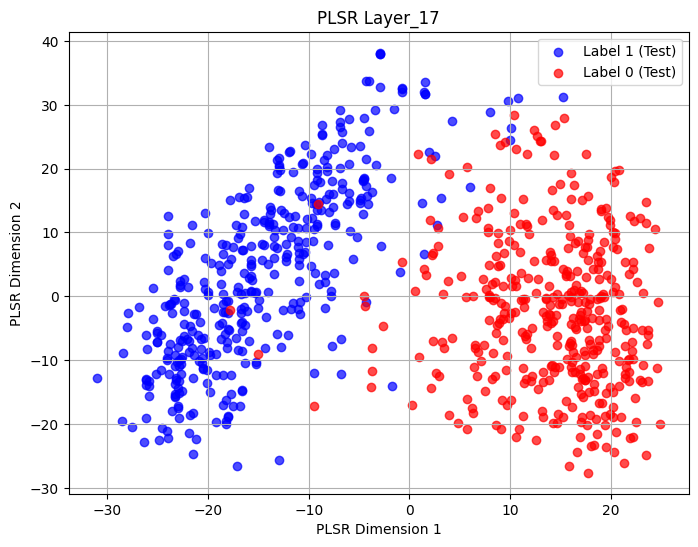 PLSR Layer_17
Label 1 (Test)
Label 0 (Test)
40
30
20
10
0
−10
−20
−30
PLSR Dimension 2
−30
−20
−10
0
10
20
PLSR Dimension 1